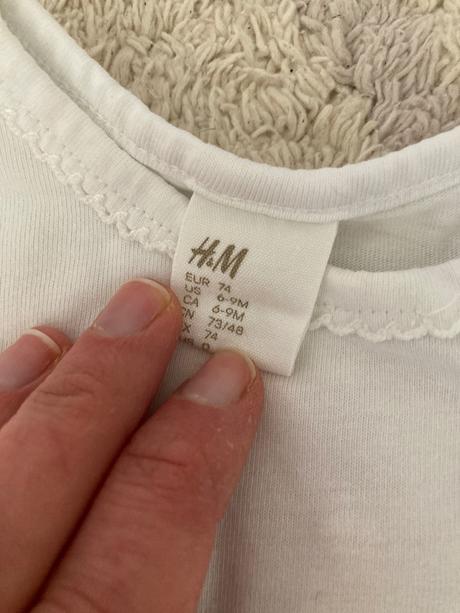 H&M
EUR 74
US 6-9M
CA 6-9M
CN 73/48
X 74